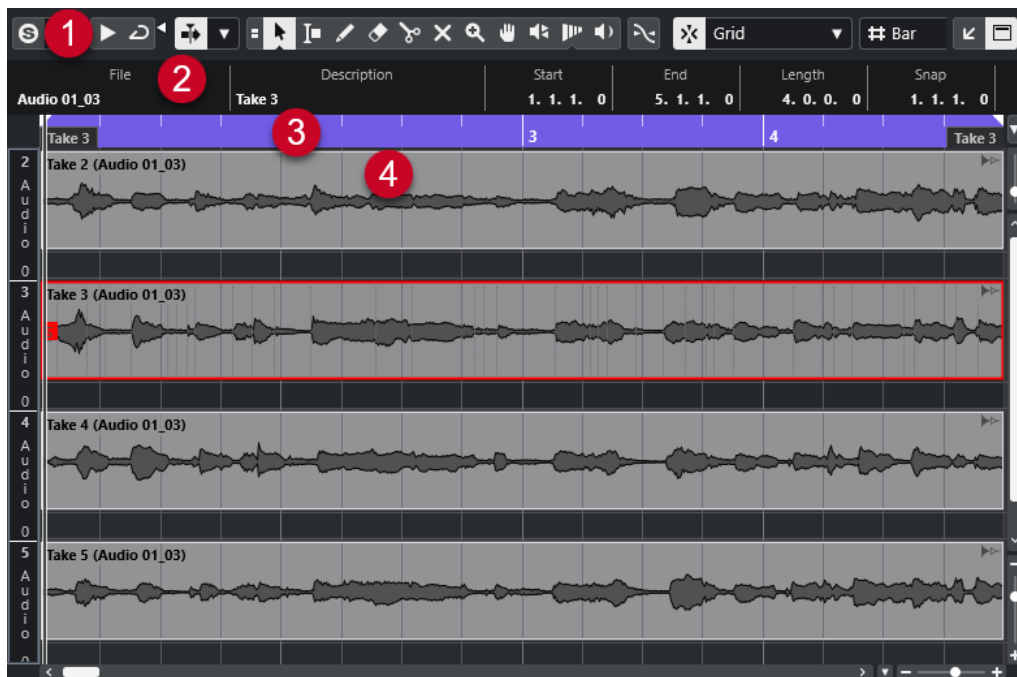 S 1 Grid # Bar
File 2 Description Start End Length Snap
Audio 01_03 Take 3 1. 1. 1. 0 5. 1. 1. 0 4. 0. 0. 0 1. 1. 1. 0
Take 3 3 3 4 Take 3
2 Take 2 (Audio 01_03) 4
Audio
0
3 Take 3 (Audio 01_03)
Audio
0
4 Take 4 (Audio 01_03)
Audio
0
5 Take 5 (Audio 01_03)
Audio